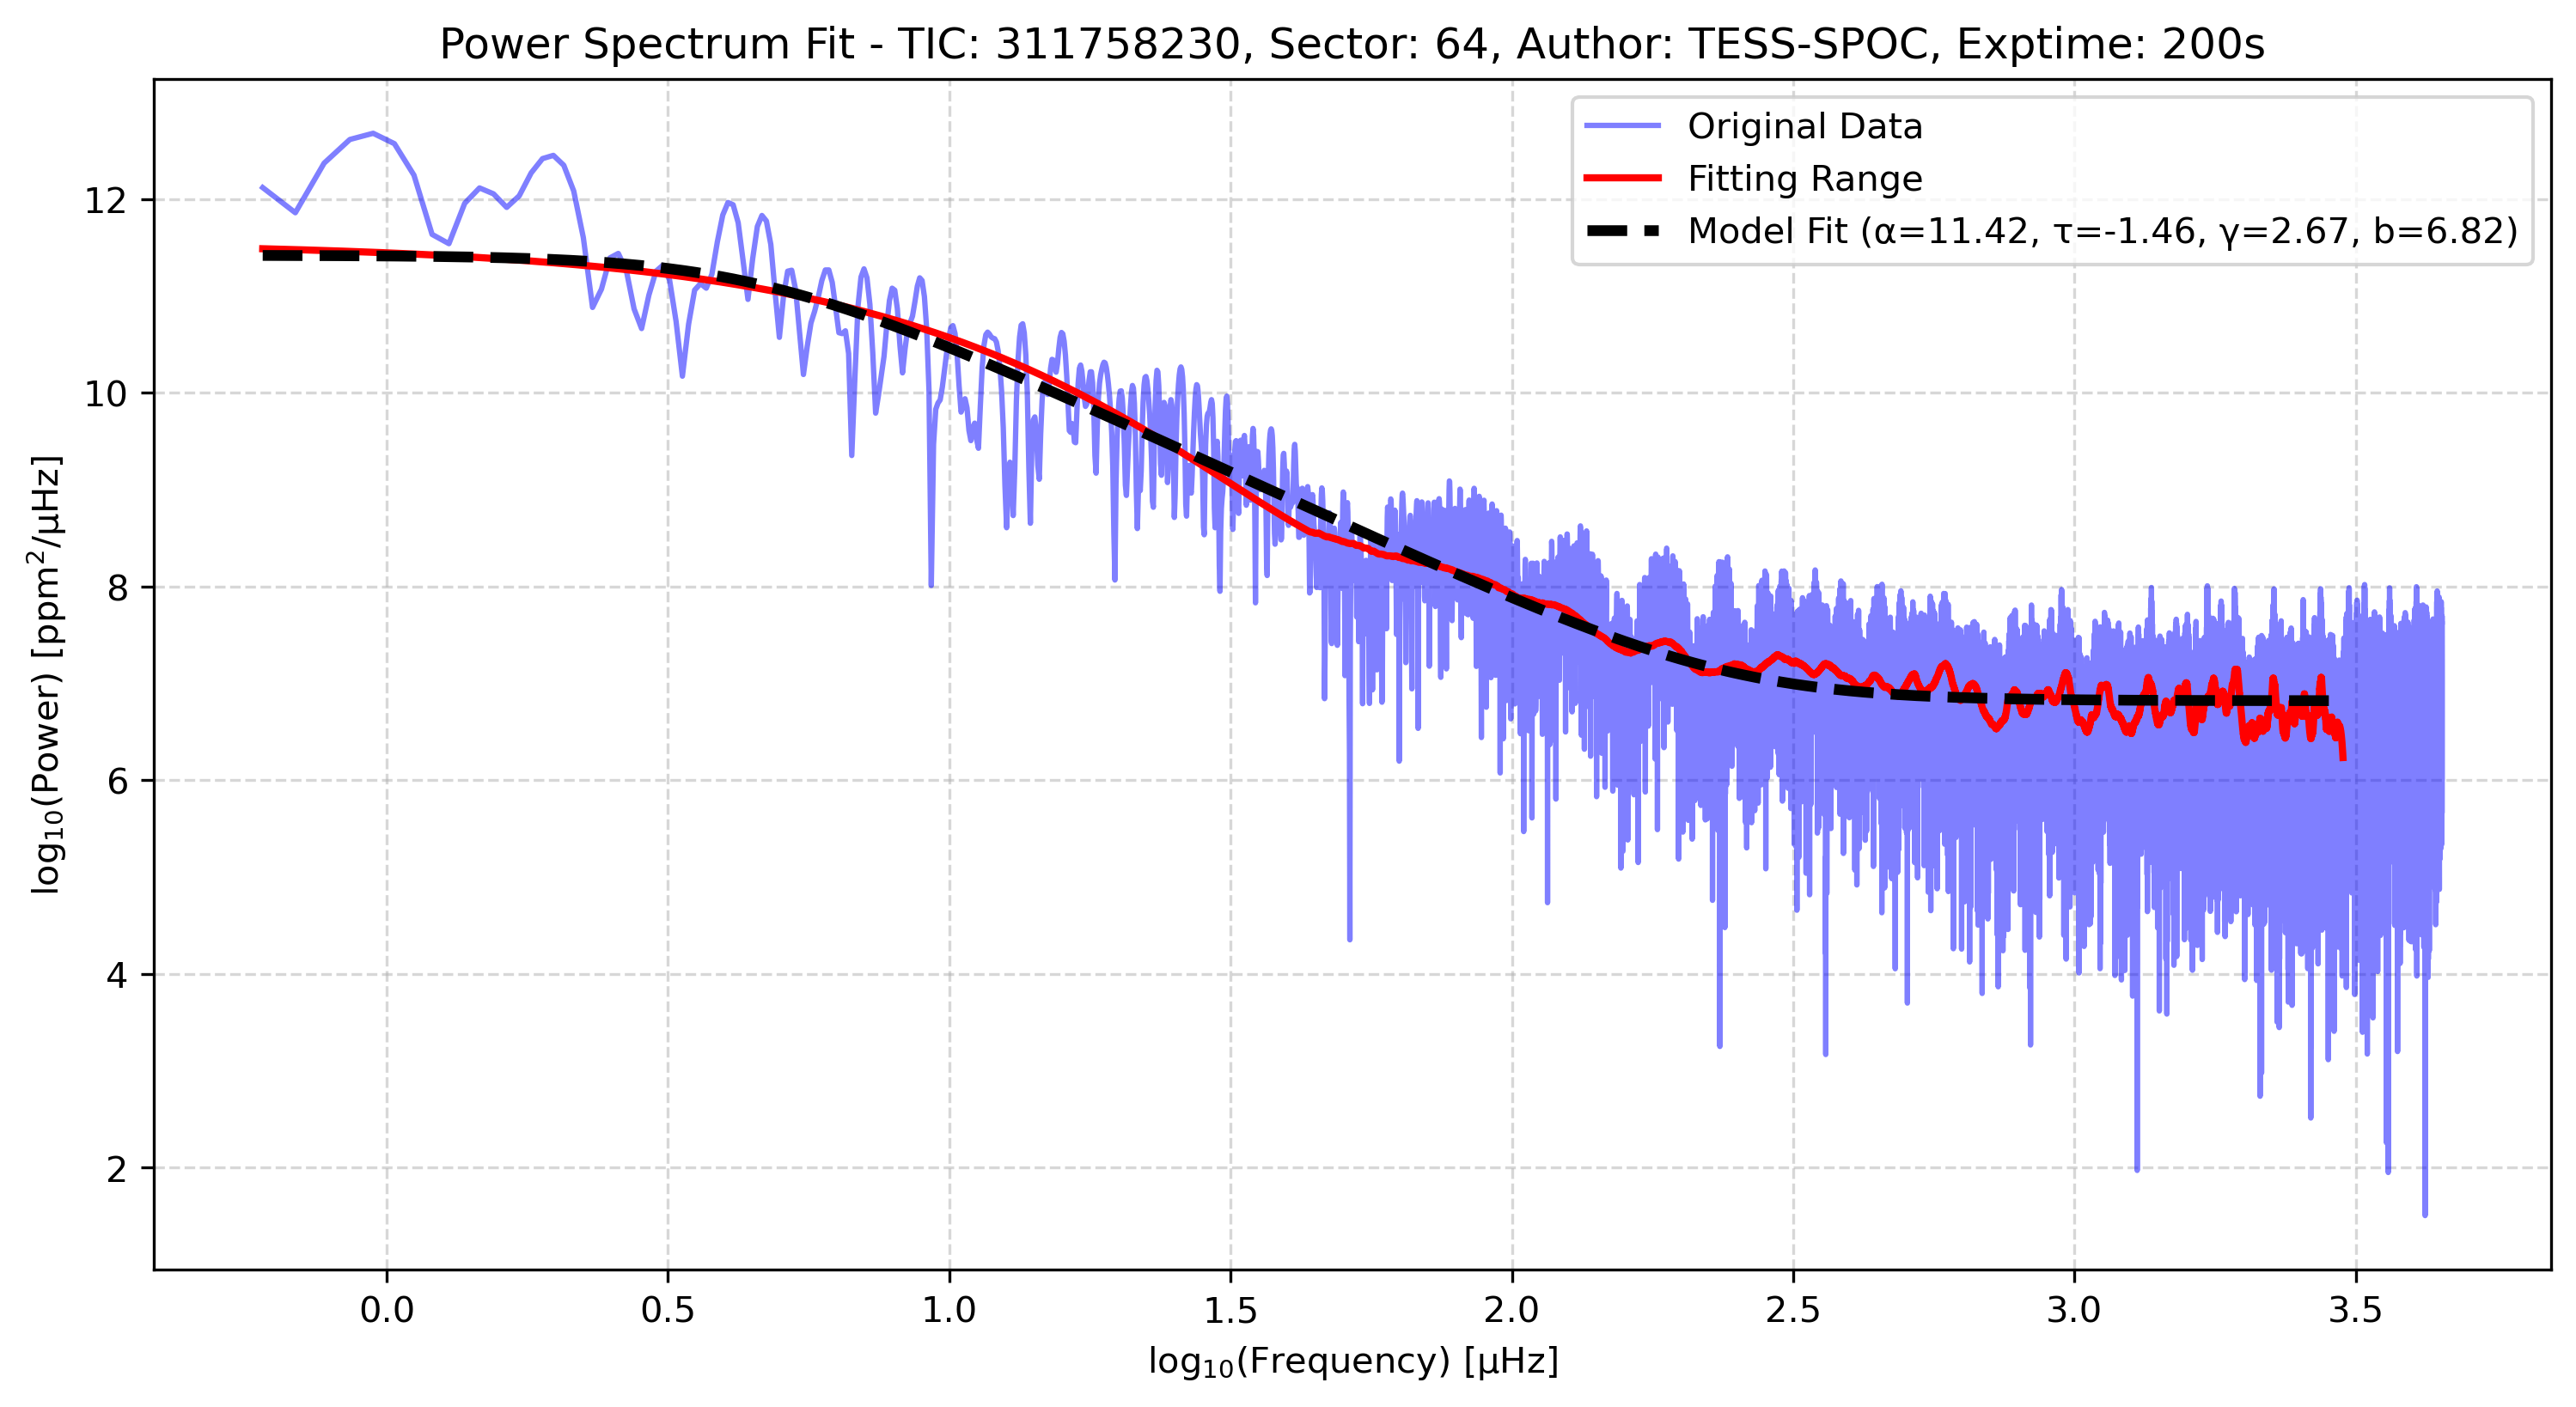 Power Spectrum Fit - TIC: 311758230, Sector: 64, Author: TESS-SPOC, Exptime: 200s
Original Data
Fitting Range
Model Fit (α=11.42, τ=-1.46, γ=2.67, b=6.82)
log₁₀(Power) [ppm²/μHz]
12
10
8
6
4
2
0.0 0.5 1.0 1.5 2.0 2.5 3.0 3.5
log₁₀(Frequency) [μHz]